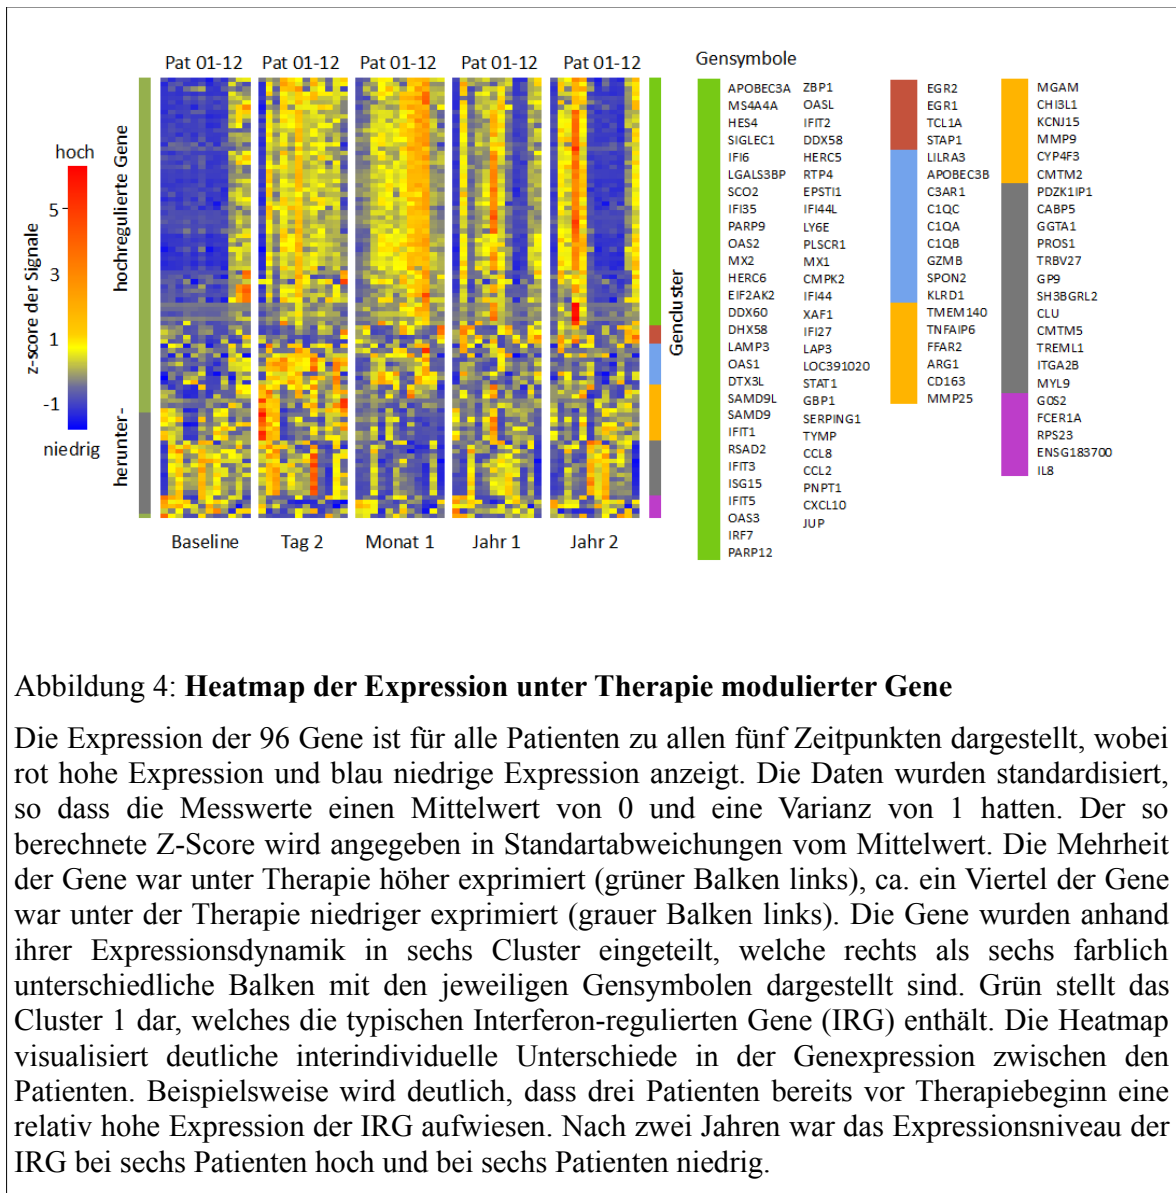 Pat 01-12 Pat 01-12 Pat 01-12 Pat 01-12 Pat 01-12
Gensymbole
hoch
5
3
1
-1
niedrig
z-score der Signale
hochregulierte Gene
herunter-
Gencluster
Baseline Tag 2 Monat 1 Jahr 1 Jahr 2
APOBEC3A
MS4A4A
HES4
SIGLEC1
IFI6
LGALS3BP
SCO2
IFI35
PARP9
OAS2
MX2
HERC6
EIF2AK2
DDX60
DHX58
LAMP3
OAS1
DTX3L
SAMD9L
SAMD9
IFIT1
RSAD2
IFIT3
ISG15
IFIT5
OAS3
IRF7
PARP12
ZBP1
OASL
IFIT2
DDX58
HERC5
RTP4
EPSTI1
IFI44L
LY6E
PLSCR1
MX1
CMPK2
IFI44
XAF1
IFI27
LAP3
LOC391020
STAT1
GBP1
SERPING1
TYMP
CCL8
CCL2
PNPT1
CXCL10
JUP
EGR2
EGR1
TCL1A
STAP1
LILRA3
APOBEC3B
C3AR1
C1QC
C1QA
C1QB
GZMB
SPON2
KLRD1
TMEM140
TNFAIP6
FFAR2
ARG1
CD163
MMP25
MGAM
CHI3L1
KCNJ15
MMP9
CYP4F3
CMTM2
PDZK1IP1
CABP5
GGTA1
PROS1
TRBV27
GP9
SH3BGRL2
CLU
CMTM5
TREML1
ITGA2B
MYL9
GOS2
FCER1A
RPS23
ENSG183700
IL8
Abbildung 4: Heatmap der Expression unter Therapie modulierter Gene
Die Expression der 96 Gene ist für alle Patienten zu allen fünf Zeitpunkten dargestellt, wobei
rot hohe Expression und blau niedrige Expression anzeigt. Die Daten wurden standardisiert,
so dass die Messwerte einen Mittelwert von 0 und eine Varianz von 1 hatten. Der so
berechnete Z-Score wird angegeben in Standartabweichungen vom Mittelwert. Die Mehrheit
der Gene war unter Therapie höher exprimiert (grüner Balken links), ca. ein Viertel der Gene
war unter der Therapie niedriger exprimiert (grauer Balken links). Die Gene wurden anhand
ihrer Expressionsdynamik in sechs Cluster eingeteilt, welche rechts als sechs farblich
unterschiedliche Balken mit den jeweiligen Gensymbolen dargestellt sind. Grün stellt das
Cluster 1 dar, welches die typischen Interferon-regulierten Gene (IRG) enthält. Die Heatmap
visualisiert deutliche interindividuelle Unterschiede in der Genexpression zwischen den
Patienten. Beispielsweise wird deutlich, dass drei Patienten bereits vor Therapiebeginn eine
relativ hohe Expression der IRG aufwiesen. Nach zwei Jahren war das Expressionsniveau der
IRG bei sechs Patienten hoch und bei sechs Patienten niedrig.